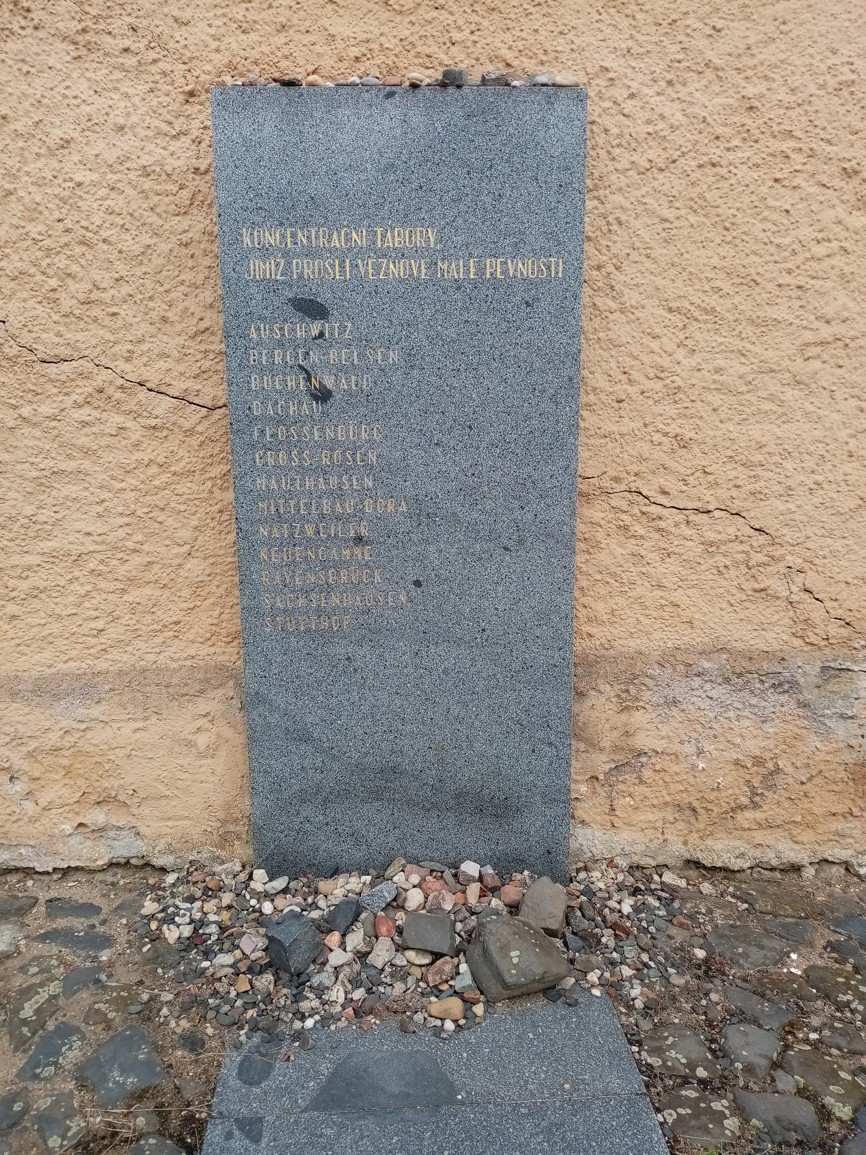 KONCENTRAČNÍ TÁBORY,
JIMIŽ PROŠLI VĚZŇOVÉ MALÉ PEVNOSTI
AUSCHWITZ
BERGEN-BELSEN
BUCHENWALD
DACHAU
FLOSSENBÜRG
GROSS-ROSEN
MAUTHAUSEN
MITTELBAU-DORA
NATZWEILER
NEUENGAMME
RAVENSBRÜCK
SACHSENHAUSEN
STUTTHOF